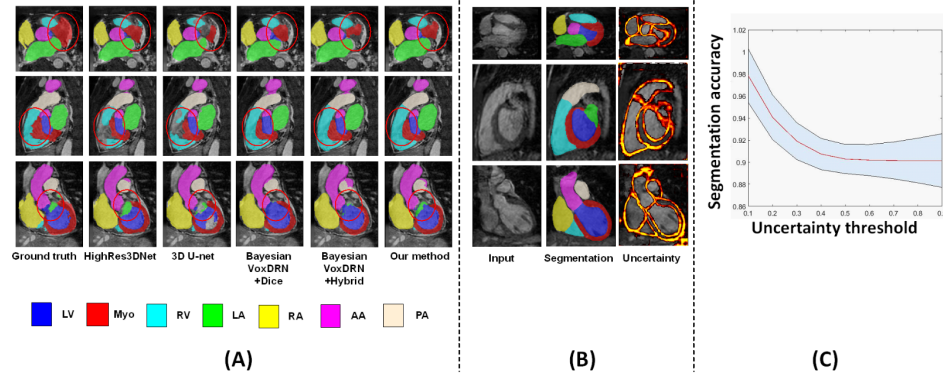 Ground truth
HighRes3DNet
3D U-net
Bayesian
VoxDRN
+Dice
Bayesian
VoxDRN
+Hybrid
Our method
LV
Myo
RV
LA
RA
AA
PA
(A)
Input
Segmentation
Uncertainty
(B)
Segmentation accuracy
1.02
1
0.98
0.96
0.94
0.92
0.9
0.88
0.86
0.1 0.2 0.3 0.4 0.5 0.6 0.7 0.8
Uncertainty threshold
(C)